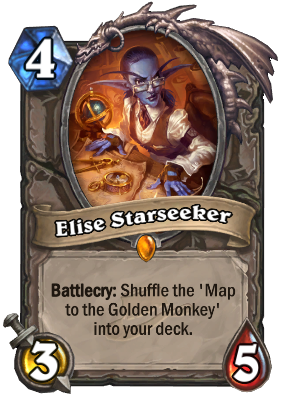 4
Elise Starseeker
Battlecry: Shuffle the 'Map
to the Golden Monkey'
into your deck.
3
5